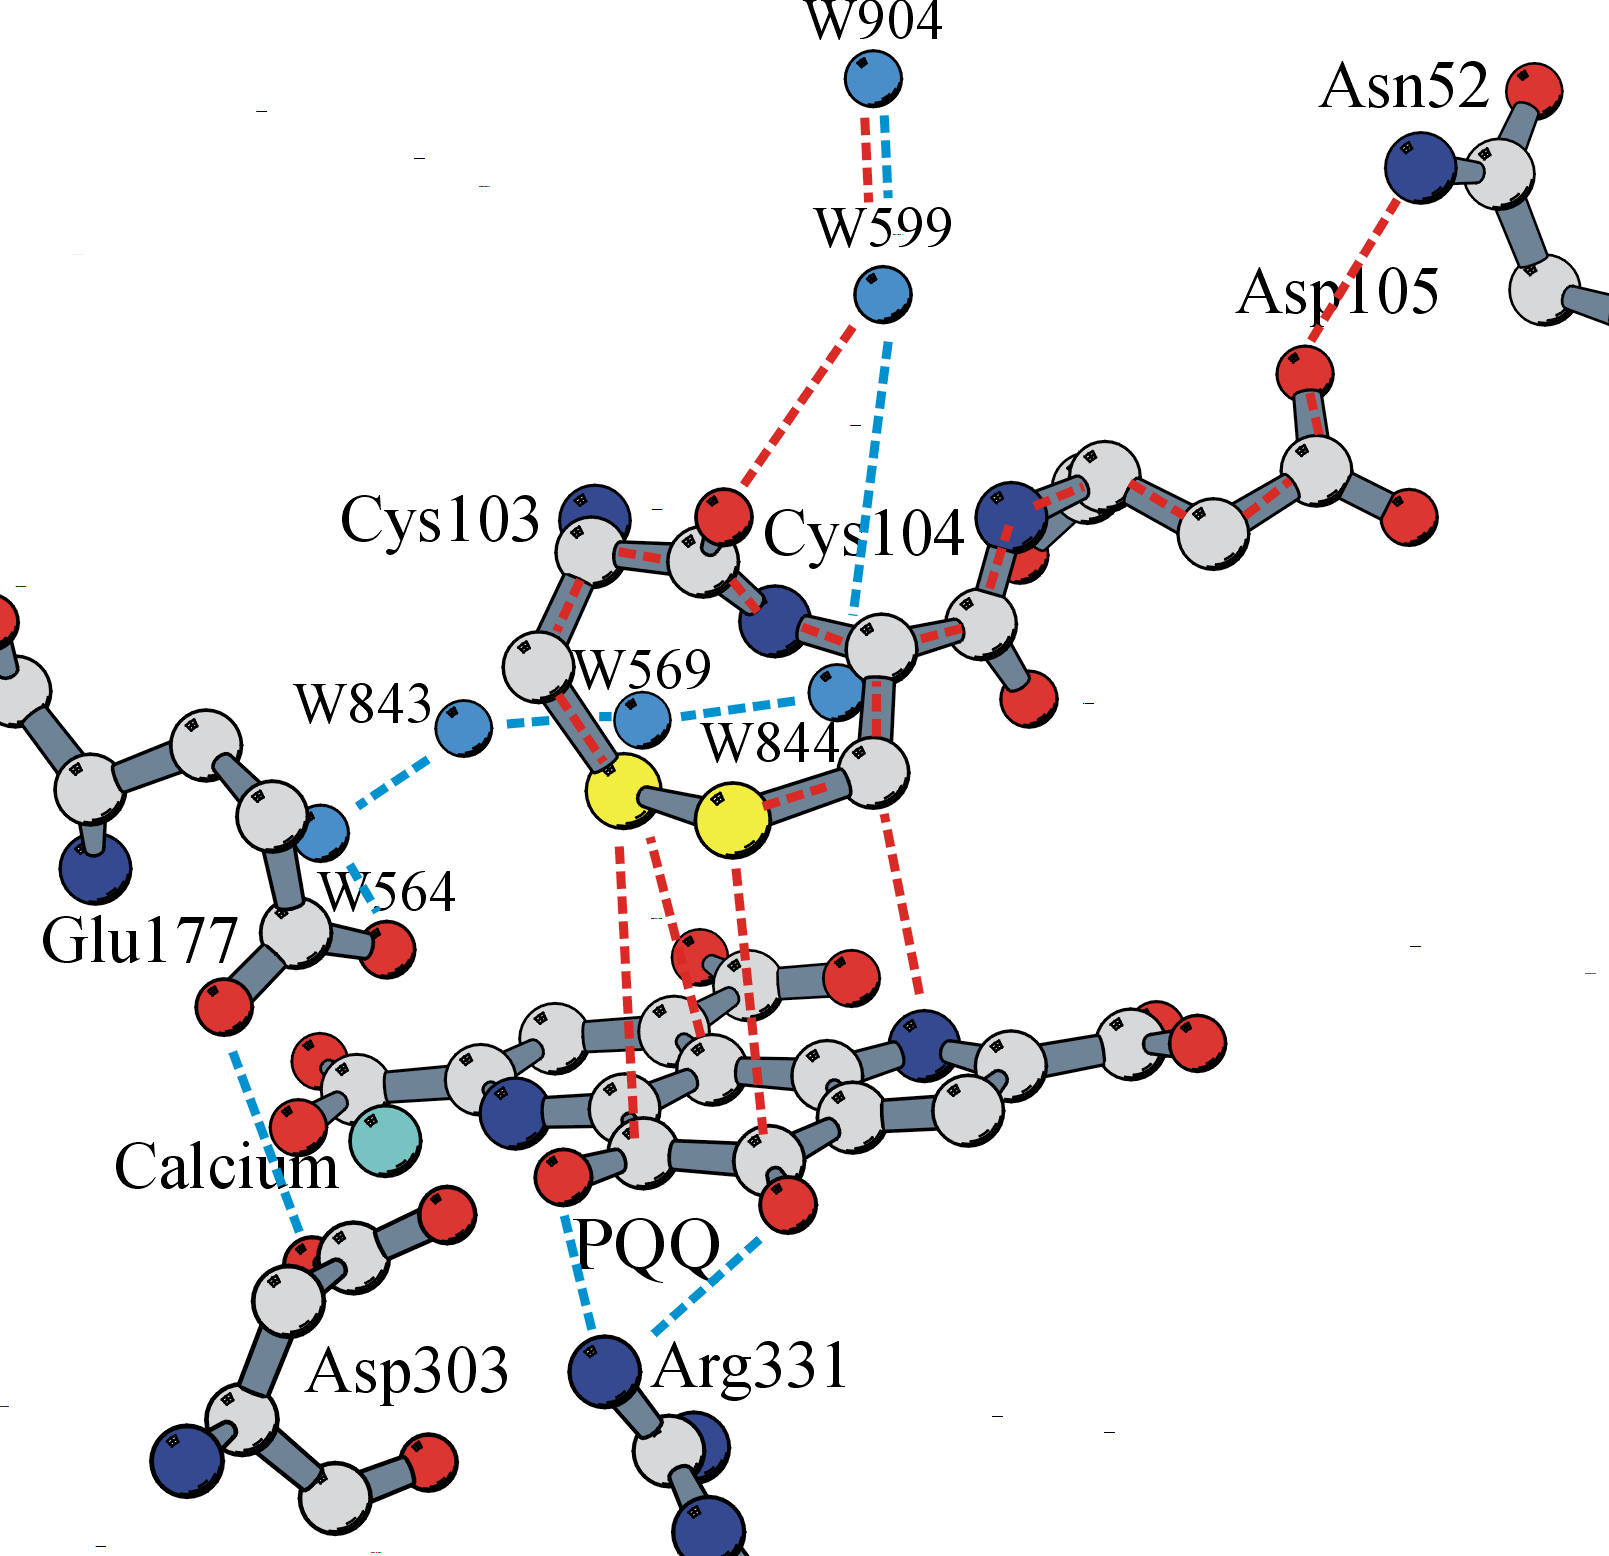 W904
Asn52
W599
Asp105
Cys103
Cys104
W569
W843
W844
W564
Glu177
Calcium
PQQ
Asp303
Arg331